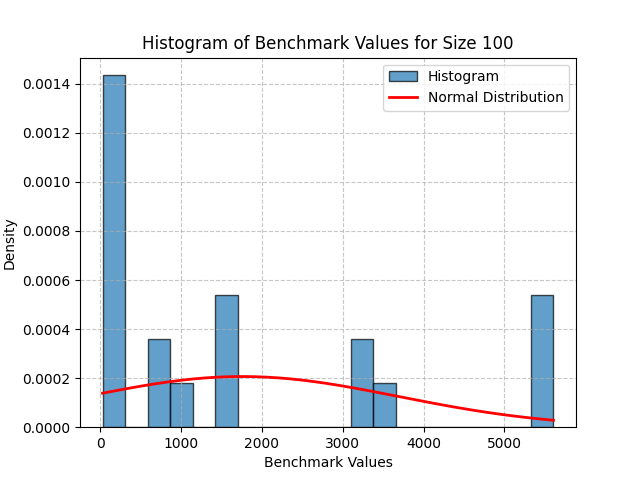 Histogram of Benchmark Values for Size 100
Histogram
Normal Distribution
Density
0.0014
0.0012
0.0010
0.0008
0.0006
0.0004
0.0002
0.0000
0 1000 2000 3000 4000 5000
Benchmark Values